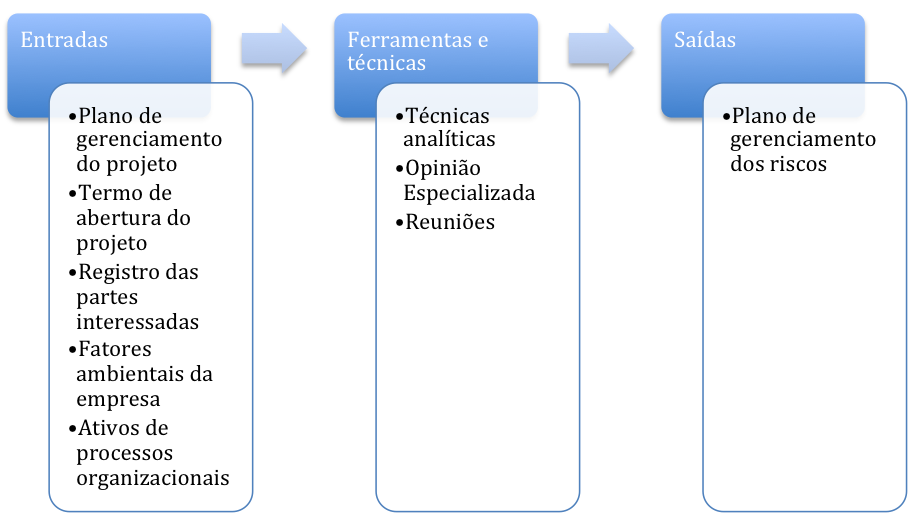 Entradas
•Plano de
gerenciamento
do projeto
•Termo de
abertura do
projeto
•Registro das
partes
interessadas
•Fatores
ambientais da
empresa
•Ativos de
processos
organizacionais
Ferramentas e
técnicas
•Técnicas
analíticas
•Opinião
Especializada
•Reuniões
Saídas
•Plano de
gerenciamento
dos riscos